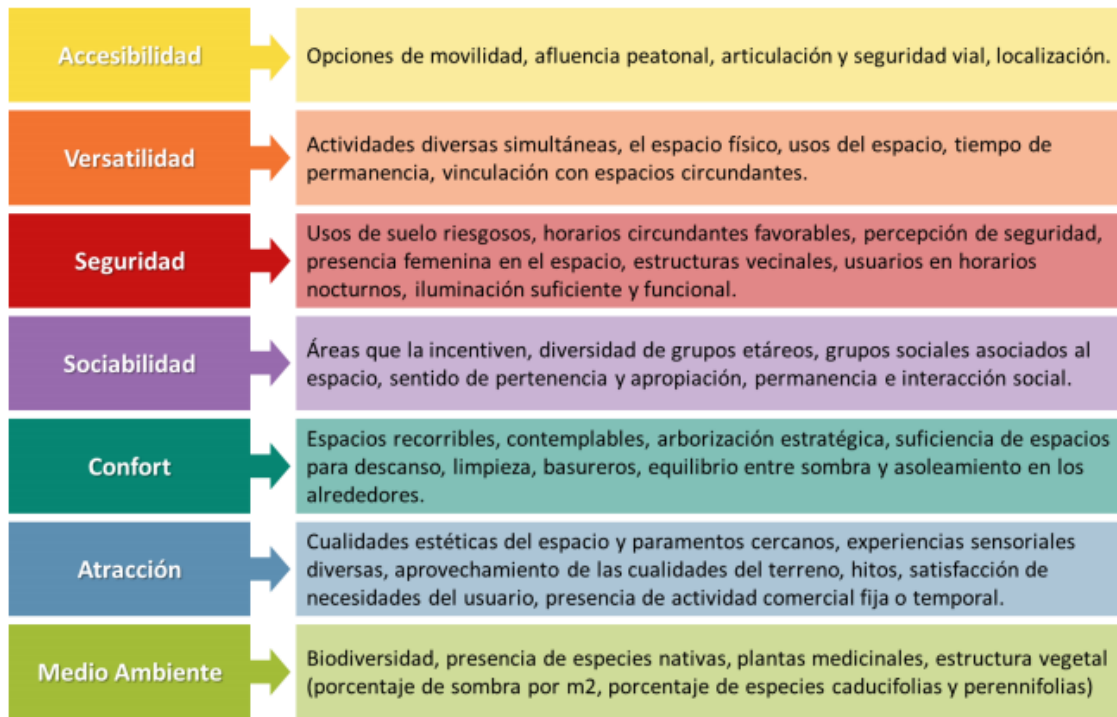 Accesibilidad
Opciones de movilidad, afluencia peatonal, articulación y seguridad vial, localización.
Versatilidad
Actividades diversas simultáneas, el espacio físico, usos del espacio, tiempo de
permanencia, vinculación con espacios circundantes.
Seguridad
Usos de suelo riesgosos, horarios circundantes favorables, percepción de seguridad,
presencia femenina en el espacio, estructuras vecinales, usuarios en horarios
nocturnos, iluminación suficiente y funcional.
Sociabilidad
Áreas que la incentiven, diversidad de grupos etáreos, grupos sociales asociados al
espacio, sentido de pertenencia y apropiación, permanencia e interacción social.
Confort
Espacios recorribles, contemplables, arborización estratégica, suficiencia de espacios
para descanso, limpieza, basureros, equilibrio entre sombra y asoleamiento en los
alrededores.
Atracción
Cualidades estéticas del espacio y paramentos cercanos, experiencias sensoriales
diversas, aprovechamiento de las cualidades del terreno, hitos, satisfacción de
necesidades del usuario, presencia de actividad comercial fija o temporal.
Medio Ambiente
Biodiversidad, presencia de especies nativas, plantas medicinales, estructura vegetal
(porcentaje de sombra por m2, porcentaje de especies caducifolias y perennifolias)